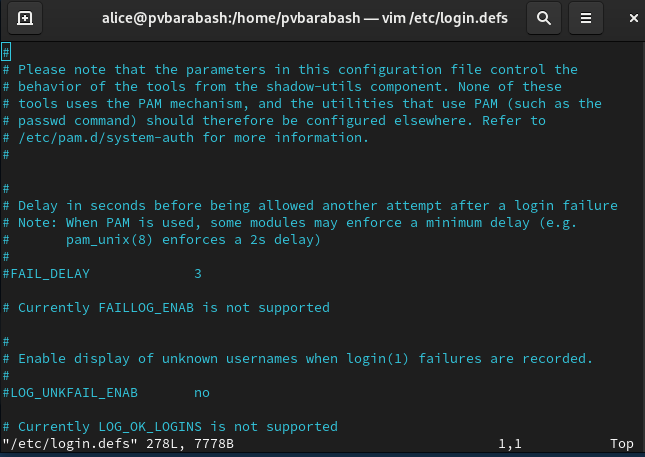 alice@pvbarabash:/home/pvbarabash — vim /etc/login.defs
#
# Please note that the parameters in this configuration file control the
# behavior of the tools from the shadow-utils component. None of these
# tools uses the PAM mechanism, and the utilities that use PAM (such as the
# passwd command) should therefore be configured elsewhere. Refer to
# /etc/pam.d/system-auth for more information.
#
#
# Delay in seconds before being allowed another attempt after a login failure
# Note: When PAM is used, some modules may enforce a minimum delay (e.g.
#       pam_unix(8) enforces a 2s delay)
#
#FAIL_DELAY             3
# Currently FAILLOG_ENAB is not supported
#
# Enable display of unknown usernames when login(1) failures are recorded.
#
#LOG_UNKFAIL_ENAB       no
# Currently LOG_OK_LOGINS is not supported
"/etc/login.defs" 278L, 7778B                                 1,1           Top